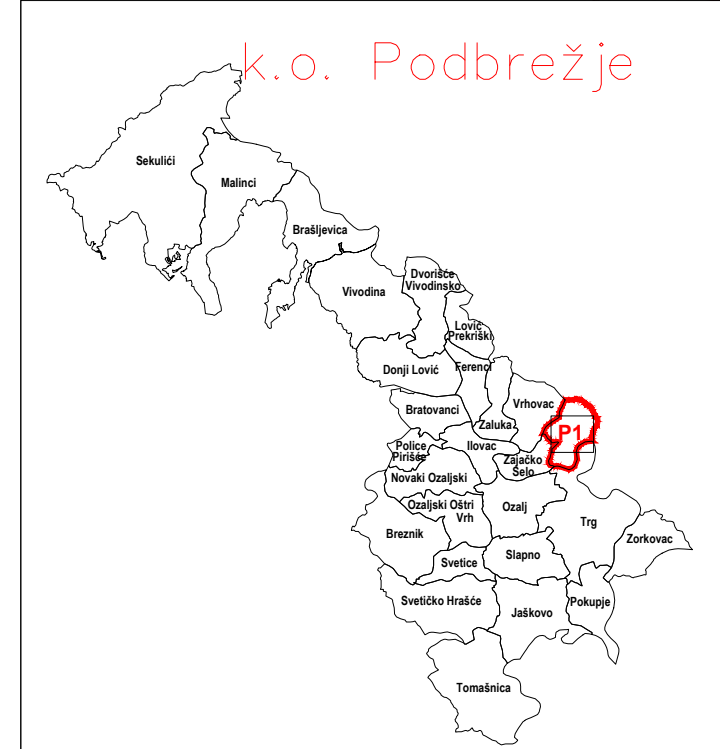 k.o. Podbrežje
Sekulići
Malinci
Brašljevica
Dvorišće
Vivodinsko
Vivodina
Lović
Prekriški
Donji Lović
Ferenci
Vrhovac
Bratovanci
Zaluka
P1
Police
Pirišće
Ilovac
Zajačko
Selo
Novaki Ozaljski
Ozaljski Oštri
Vrh
Ozalj
Trg
Breznik
Zorkovac
Svetice
Slapno
Svetičko Hrašće
Jaškovo
Pokupje
Tomašnica